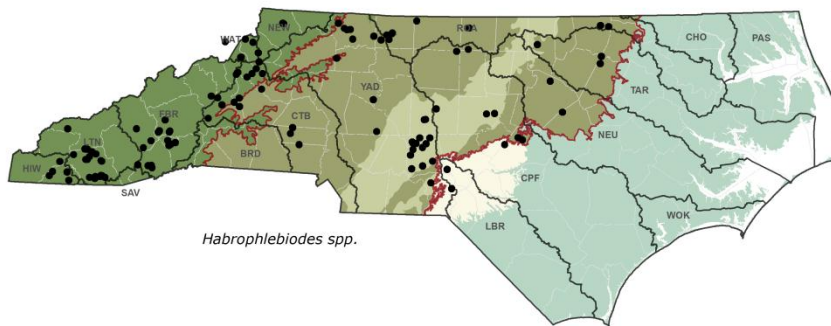 NEW
WAT
ROA
CHO
PAS
YAD
TAR
FBR
CTB
LTN
NEU
HIW
BRD
CPF
SAV
WOK
LBR
Habrophlebiodes spp.